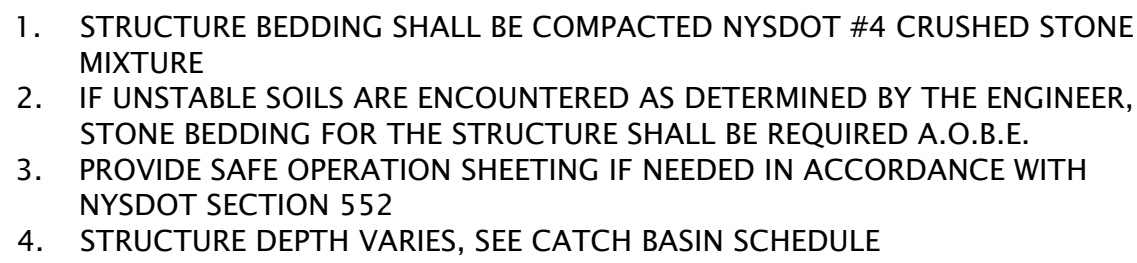 1. STRUCTURE BEDDING SHALL BE COMPACTED NYSDOT #4 CRUSHED STONE
MIXTURE
2. IF UNSTABLE SOILS ARE ENCOUNTERED AS DETERMINED BY THE ENGINEER,
STONE BEDDING FOR THE STRUCTURE SHALL BE REQUIRED A.O.B.E.
3. PROVIDE SAFE OPERATION SHEETING IF NEEDED IN ACCORDANCE WITH
NYSDOT SECTION 552
4. STRUCTURE DEPTH VARIES, SEE CATCH BASIN SCHEDULE